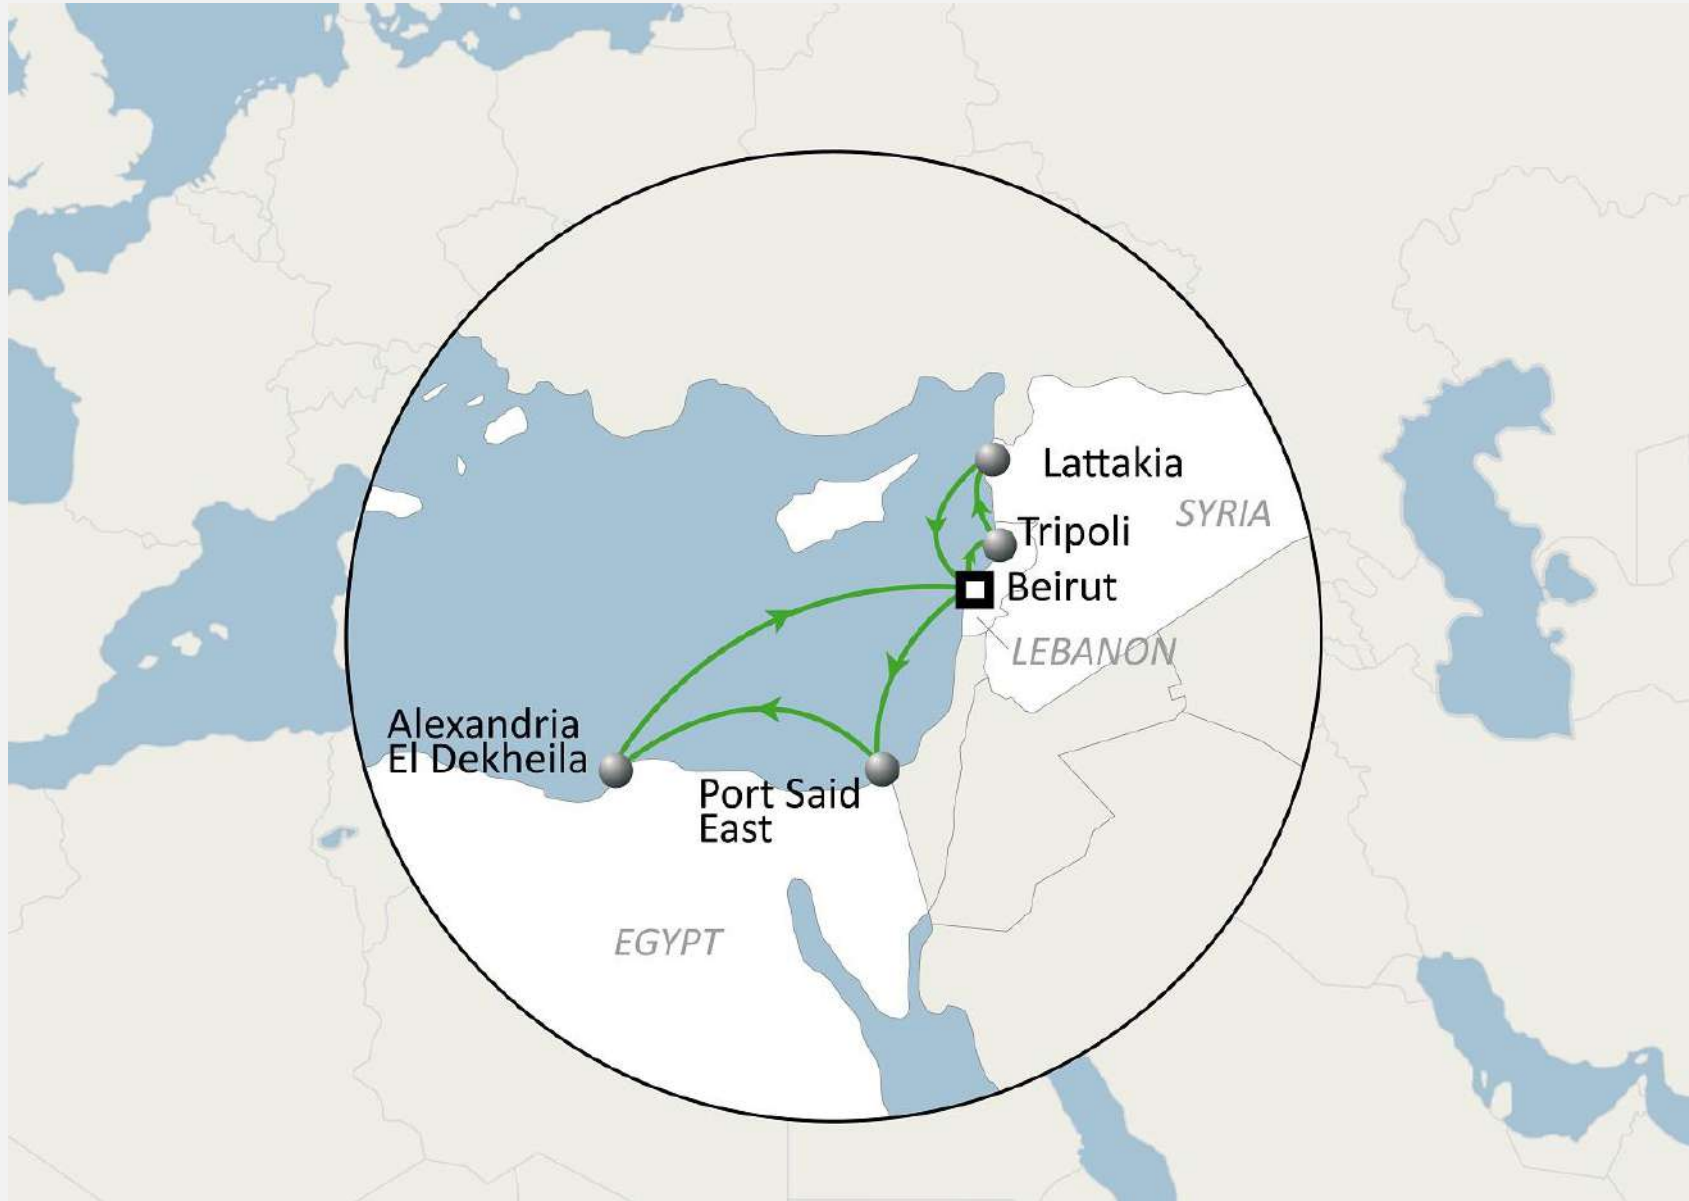 Lattakia
SYRIA
Tripoli
Beirut
LEBANON
Alexandria
El Dekheila
Port Said
East
EGYPT